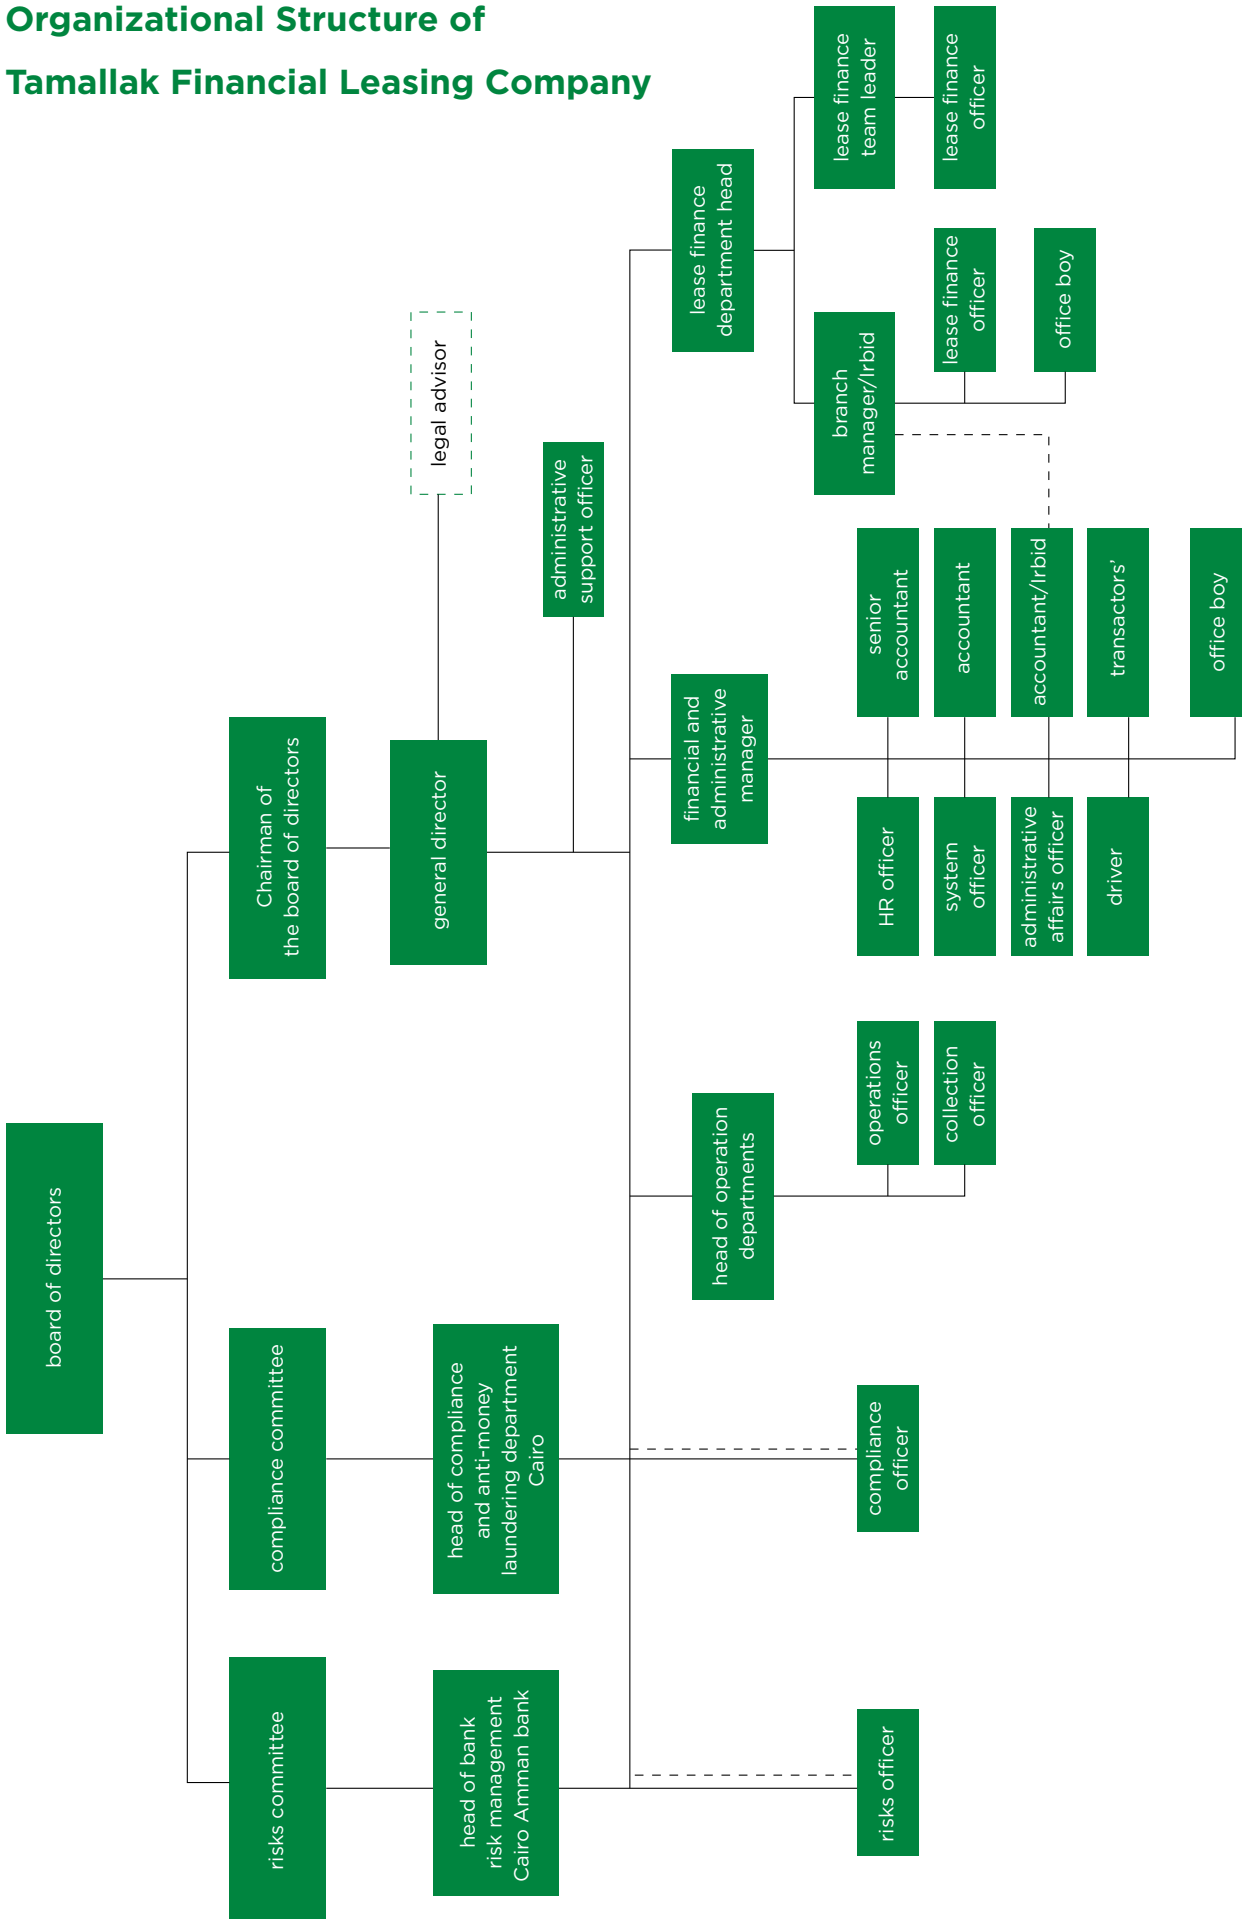 Organizational Structure of
Tamallak Financial Leasing Company
board of directors
risks committee
compliance committee
Chairman of
the board of directors
head of bank
risk management
Cairo Amman bank
head of compliance
and anti-money
laundering department
Cairo
general director
legal advisor
administrative
support officer
head of operation
departments
financial and
administrative
manager
lease finance
department head
risks officer
compliance
officer
operations
officer
collection
officer
HR officer
senior
accountant
system
officer
accountant
administrative
affairs officer
accountant/Irbid
driver
transactors’
office boy
branch
manager/Irbid
lease finance
officer
office boy
lease finance
team leader
lease finance
officer